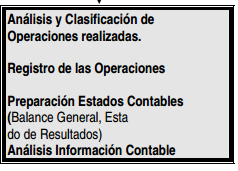 Análisis y Clasificación de
Operaciones realizadas.
Registro de las Operaciones
Preparación Estados Contables
(Balance General, Esta
do de Resultados)
Análisis Información Contable